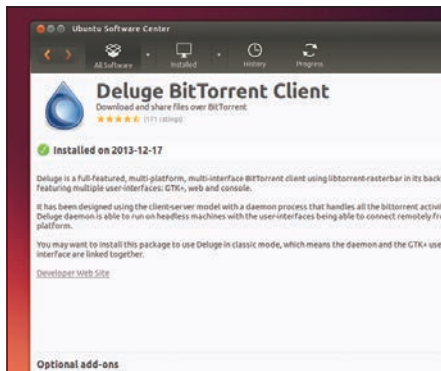 Ubuntu Software Center
All Software
Installed
History
Progress
Deluge BitTorrent Client
Download and share files over BitTorrent
(171 ratings)
Installed on 2013-12-17
Deluge is a full-featured, multi-platform, multi-interface BitTorrent client using libtorrent-rasterbar in its back
featuring multiple user-interfaces: GTK+, web and console.
It has been designed using the client-server model with a daemon process that handles all the bittorrent activi
Deluge daemon is able to run on headless machines with the user-interfaces being able to connect remotely fr
platform.
You may want to install this package to use Deluge in classic mode, which means the daemon and the GTK+ use
interface are linked together.
Developer Web Site
Optional add-ons